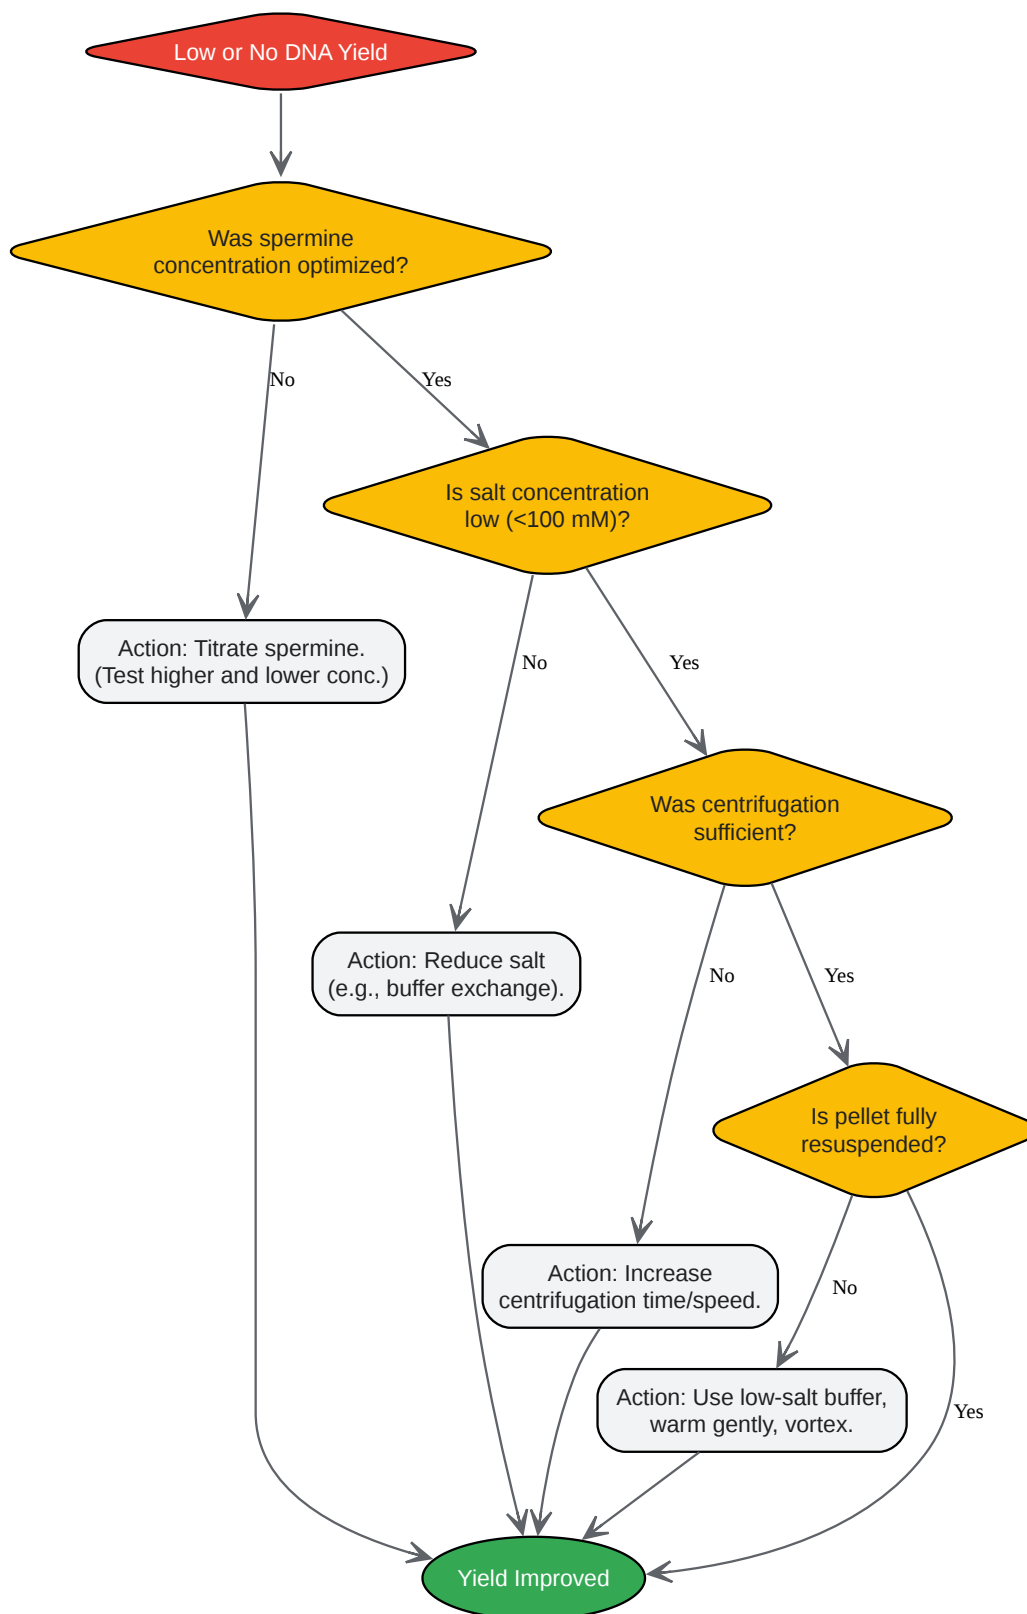 Low or No DNA Yield
Was spermine
concentration optimized?
No
Yes
Is salt concentration
low (<100 mM)?
Action: Titrate spermine.
(Test higher and lower conc.)
No
Yes
Was centrifugation
sufficient?
Action: Reduce salt
(e.g., buffer exchange).
No
Yes
Is pellet fully
resuspended?
Action: Increase
centrifugation time/speed.
No
Action: Use low-salt buffer,
warm gently, vortex.
Yes
Yield Improved